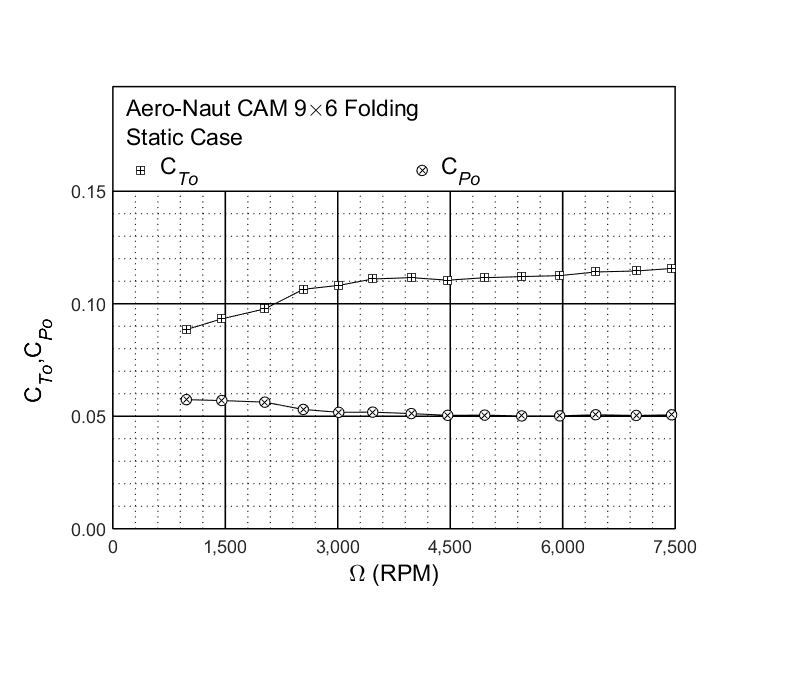 Aero-Naut CAM 9×6 Folding
Static Case
C_To C_Po
0.15
0.10
0.05
0.00
C_To,C_Po
0 1,500 3,000 4,500 6,000 7,500
Ω (RPM)